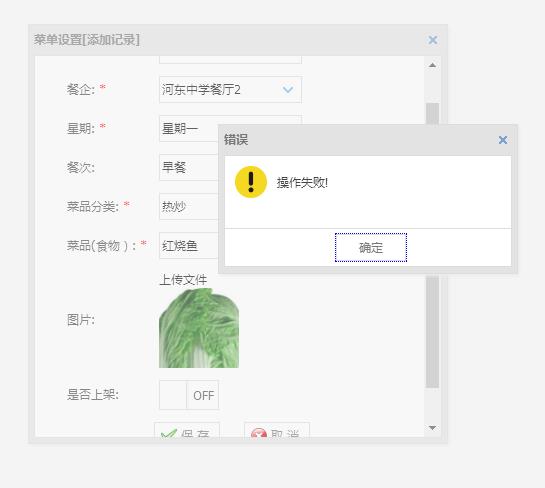 菜单设置[添加记录]
餐企: * 河东中学餐厅2
星期: * 星期一
错误
操作失败!
确定
餐次: 早餐
菜品分类: * 热炒
菜品(食物): * 红烧鱼
上传文件
图片:
是否上架: OFF
保存 取消